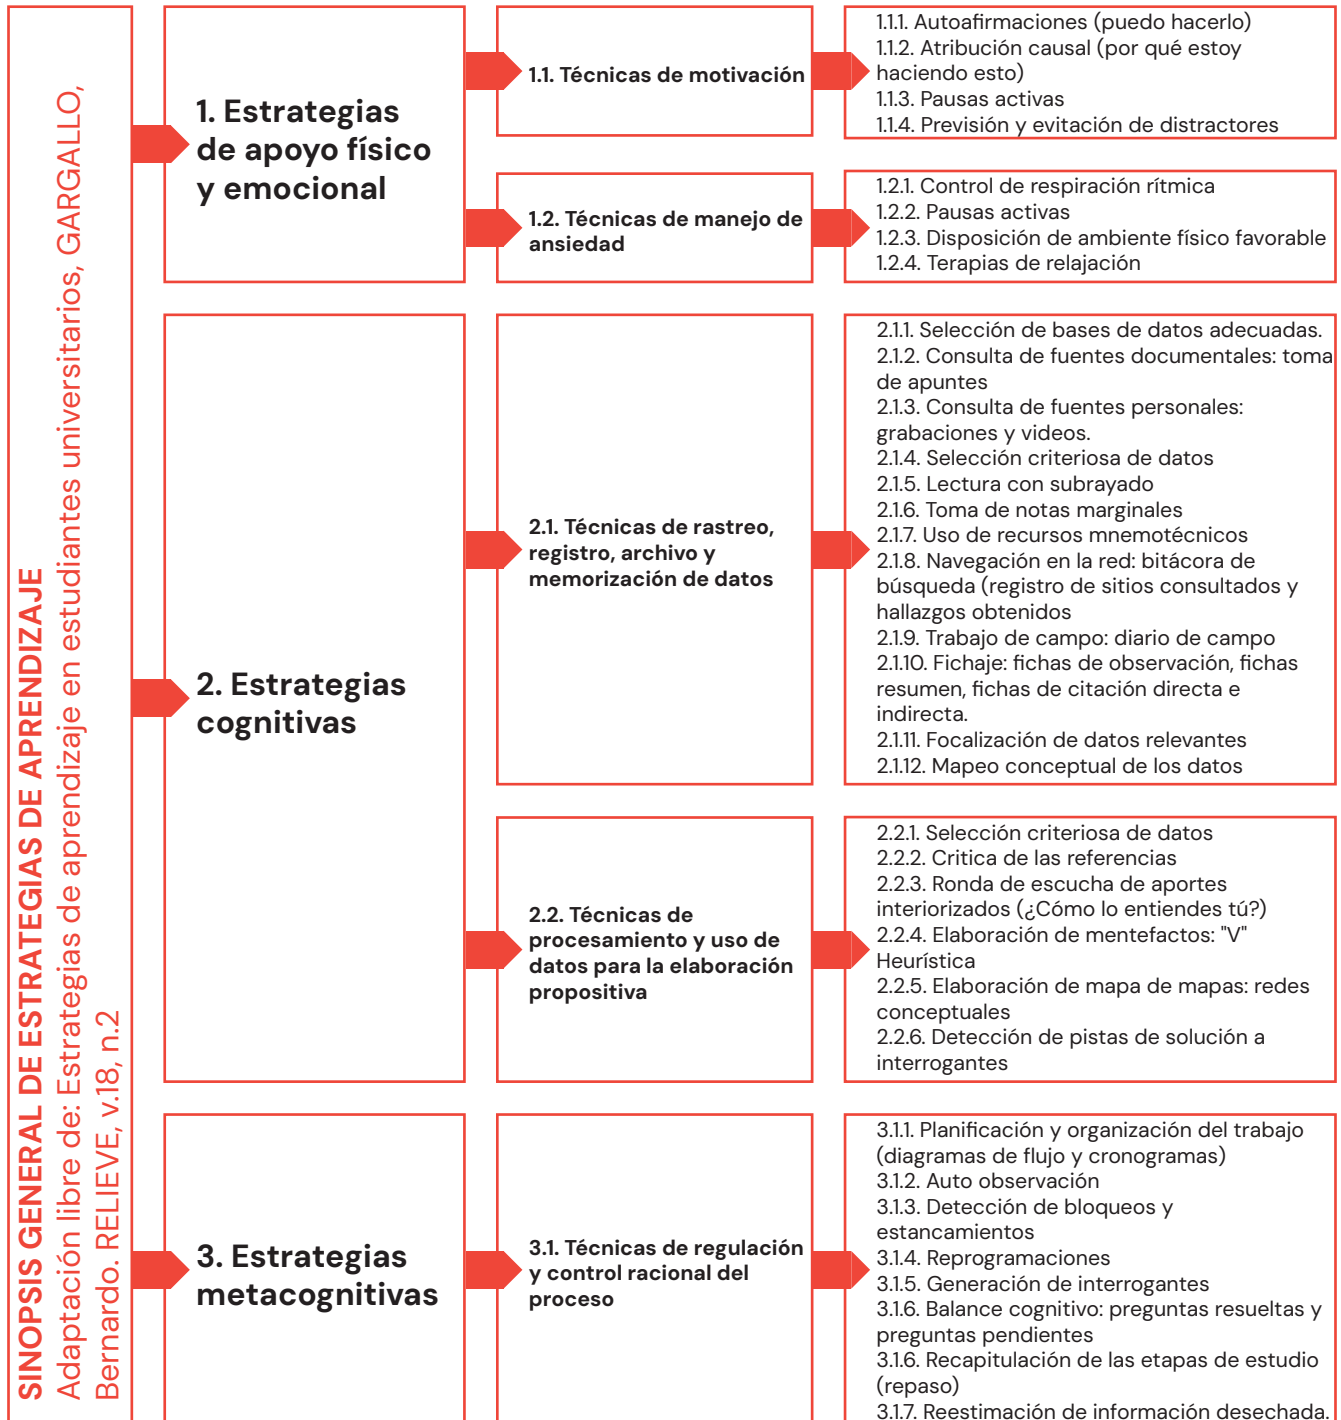 SINOPSIS GENERAL DE ESTRATEGIAS DE APRENDIZAJE
Adaptación libre de: Estrategias de aprendizaje en estudiantes universitarios, GARGALLO,
Bernardo. RELIEVE, v.18, n.2
1. Estrategias
de apoyo físico
y emocional
1.1. Técnicas de motivación
1.1.1. Autoafirmaciones (puedo hacerlo)
1.1.2. Atribución causal (por qué estoy
haciendo esto)
1.1.3. Pausas activas
1.1.4. Previsión y evitación de distractores
1.2. Técnicas de manejo de
ansiedad
1.2.1. Control de respiración rítmica
1.2.2. Pausas activas
1.2.3. Disposición de ambiente físico favorable
1.2.4. Terapias de relajación
2. Estrategias
cognitivas
2.1. Técnicas de rastreo,
registro, archivo y
memorización de datos
2.1.1. Selección de bases de datos adecuadas.
2.1.2. Consulta de fuentes documentales: toma
de apuntes
2.1.3. Consulta de fuentes personales:
grabaciones y videos.
2.1.4. Selección criteriosa de datos
2.1.5. Lectura con subrayado
2.1.6. Toma de notas marginales
2.1.7. Uso de recursos mnemotécnicos
2.1.8. Navegación en la red: bitácora de
búsqueda (registro de sitios consultados y
hallazgos obtenidos
2.1.9. Trabajo de campo: diario de campo
2.1.10. Fichaje: fichas de observación, fichas
resumen, fichas de citación directa e
indirecta.
2.1.11. Focalización de datos relevantes
2.1.12. Mapeo conceptual de los datos
2.2. Técnicas de
procesamiento y uso de
datos para la elaboración
propositiva
2.2.1. Selección criteriosa de datos
2.2.2. Critica de las referencias
2.2.3. Ronda de escucha de aportes
interiorizados (¿Cómo lo entiendes tú?)
2.2.4. Elaboración de mentefactos: "V"
Heurística
2.2.5. Elaboración de mapa de mapas: redes
conceptuales
2.2.6. Detección de pistas de solución a
interrogantes
3. Estrategias
metacognitivas
3.1. Técnicas de regulación
y control racional del
proceso
3.1.1. Planificación y organización del trabajo
(diagramas de flujo y cronogramas)
3.1.2. Auto observación
3.1.3. Detección de bloqueos y
estancamientos
3.1.4. Reprogramaciones
3.1.5. Generación de interrogantes
3.1.6. Balance cognitivo: preguntas resueltas y
preguntas pendientes
3.1.6. Recapitulación de las etapas de estudio
(repaso)
3.1.7. Reestimación de información desechada.